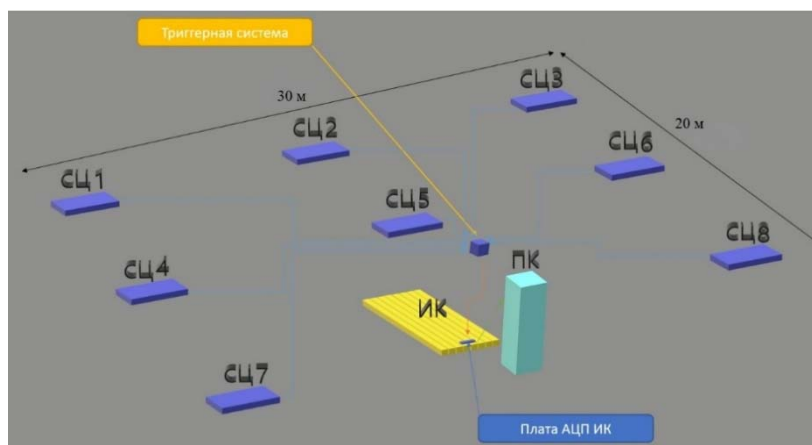 Триггерная система
30 м
20 м
СЦ3
СЦ2
СЦ6
СЦ1
СЦ5
СЦ8
СЦ4
ПК
ИК
СЦ7
Плата АЦП ИК